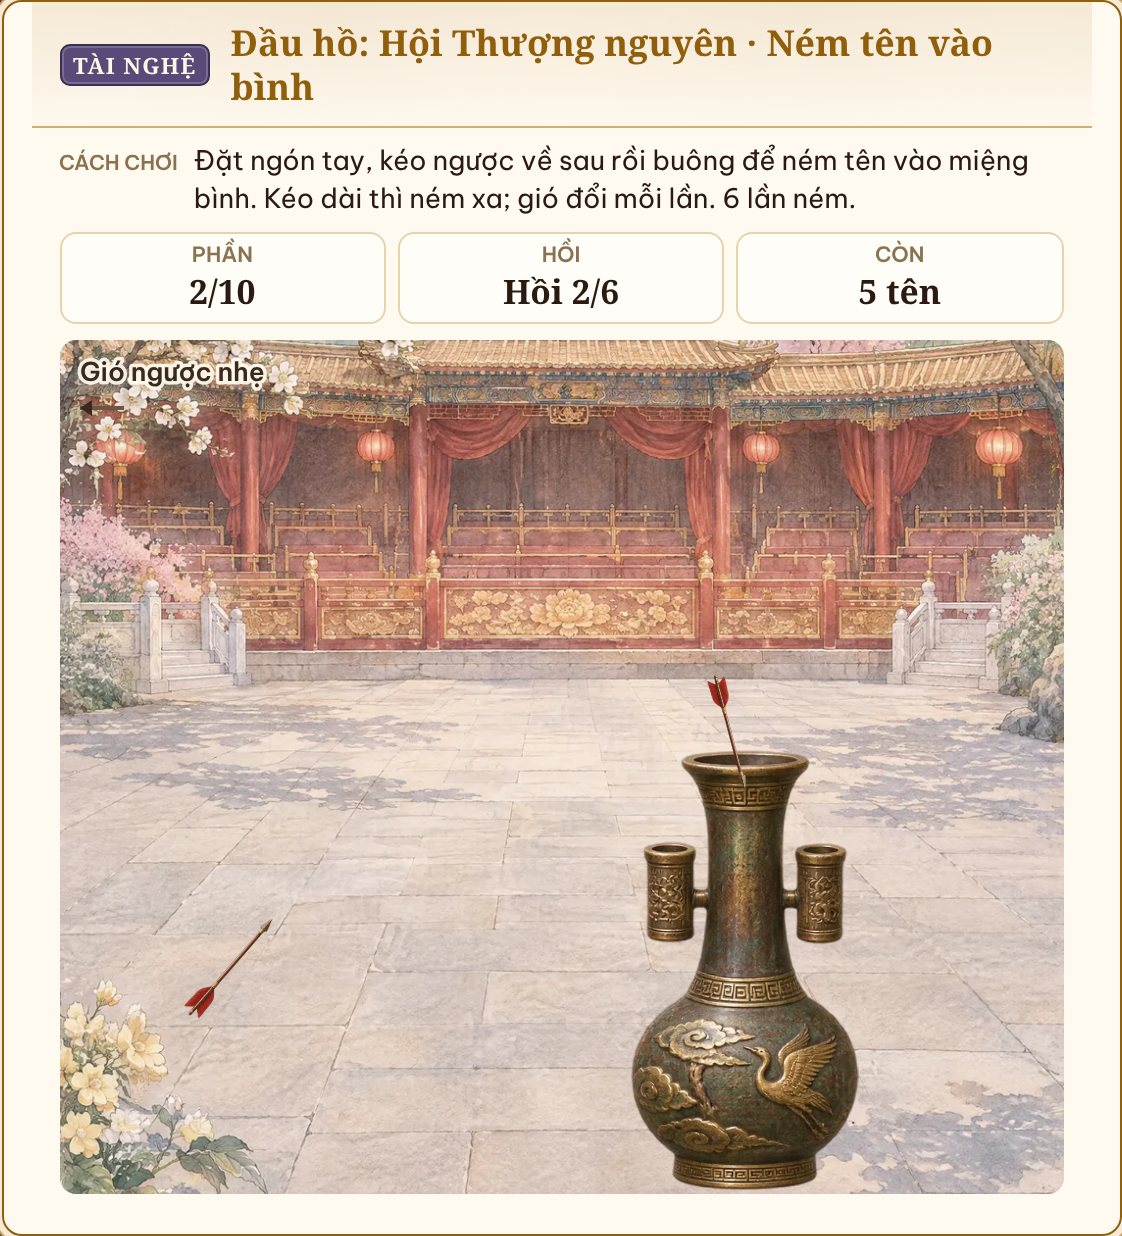 TÀI NGHỆ
Đầu hồ: Hội Thượng nguyên · Ném tên vào
bình
CÁCH CHƠI
Đặt ngón tay, kéo ngược về sau rồi buông để ném tên vào miệng
bình. Kéo dài thì ném xa; gió đổi mỗi lần. 6 lần ném.
PHẦN
2/10
HỒI
Hồi 2/6
CÒN
5 tên
Gió ngược nhẹ